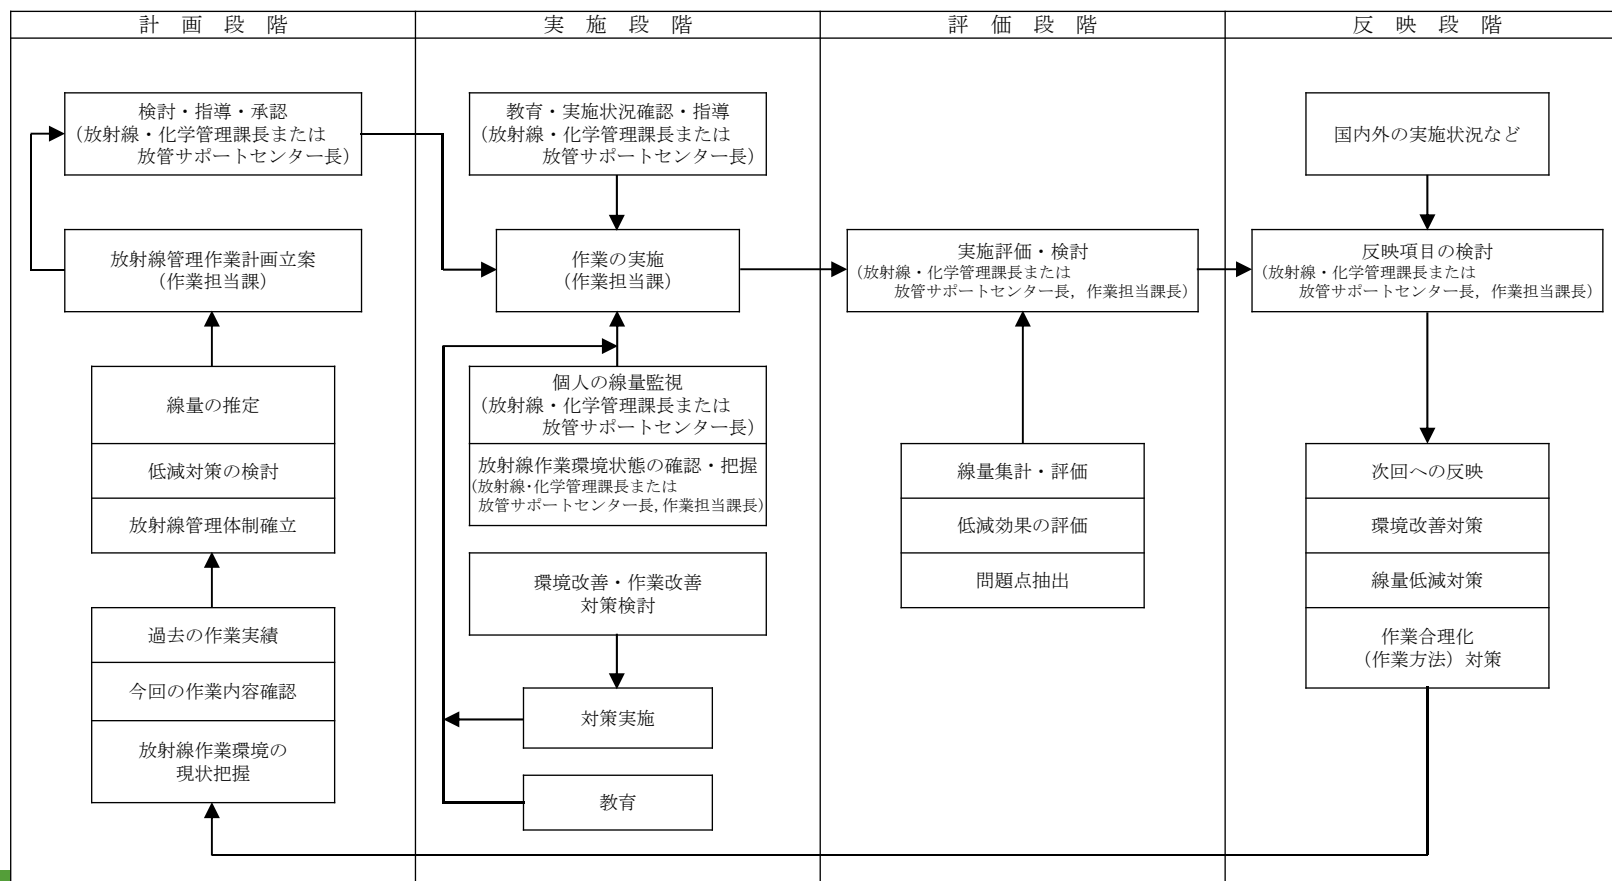 計画段階
実施段階
評価段階
反映段階
検討・指導・承認
(放射線・化学管理課長または
放管サポートセンター長)
放射線管理作業計画立案
(作業担当課)
線量の推定
低減対策の検討
放射線管理体制確立
過去の作業実績
今回の作業内容確認
放射線作業環境の
現状把握
教育・実施状況確認・指導
(放射線・化学管理課長または
放管サポートセンター長)
作業の実施
(作業担当課)
個人の線量監視
(放射線・化学管理課長または
放管サポートセンター長)
放射線作業環境状態の確認・把握
(放射線・化学管理課長または
放管サポートセンター長,作業担当課長)
環境改善・作業改善
対策検討
対策実施
教育
実施評価・検討
(放射線・化学管理課長または
放管サポートセンター長,作業担当課長)
線量集計・評価
低減効果の評価
問題点抽出
国内外の実施状況など
反映項目の検討
(放射線・化学管理課長または
放管サポートセンター長,作業担当課長)
次回への反映
環境改善対策
線量低減対策
作業合理化
(作業方法)対策